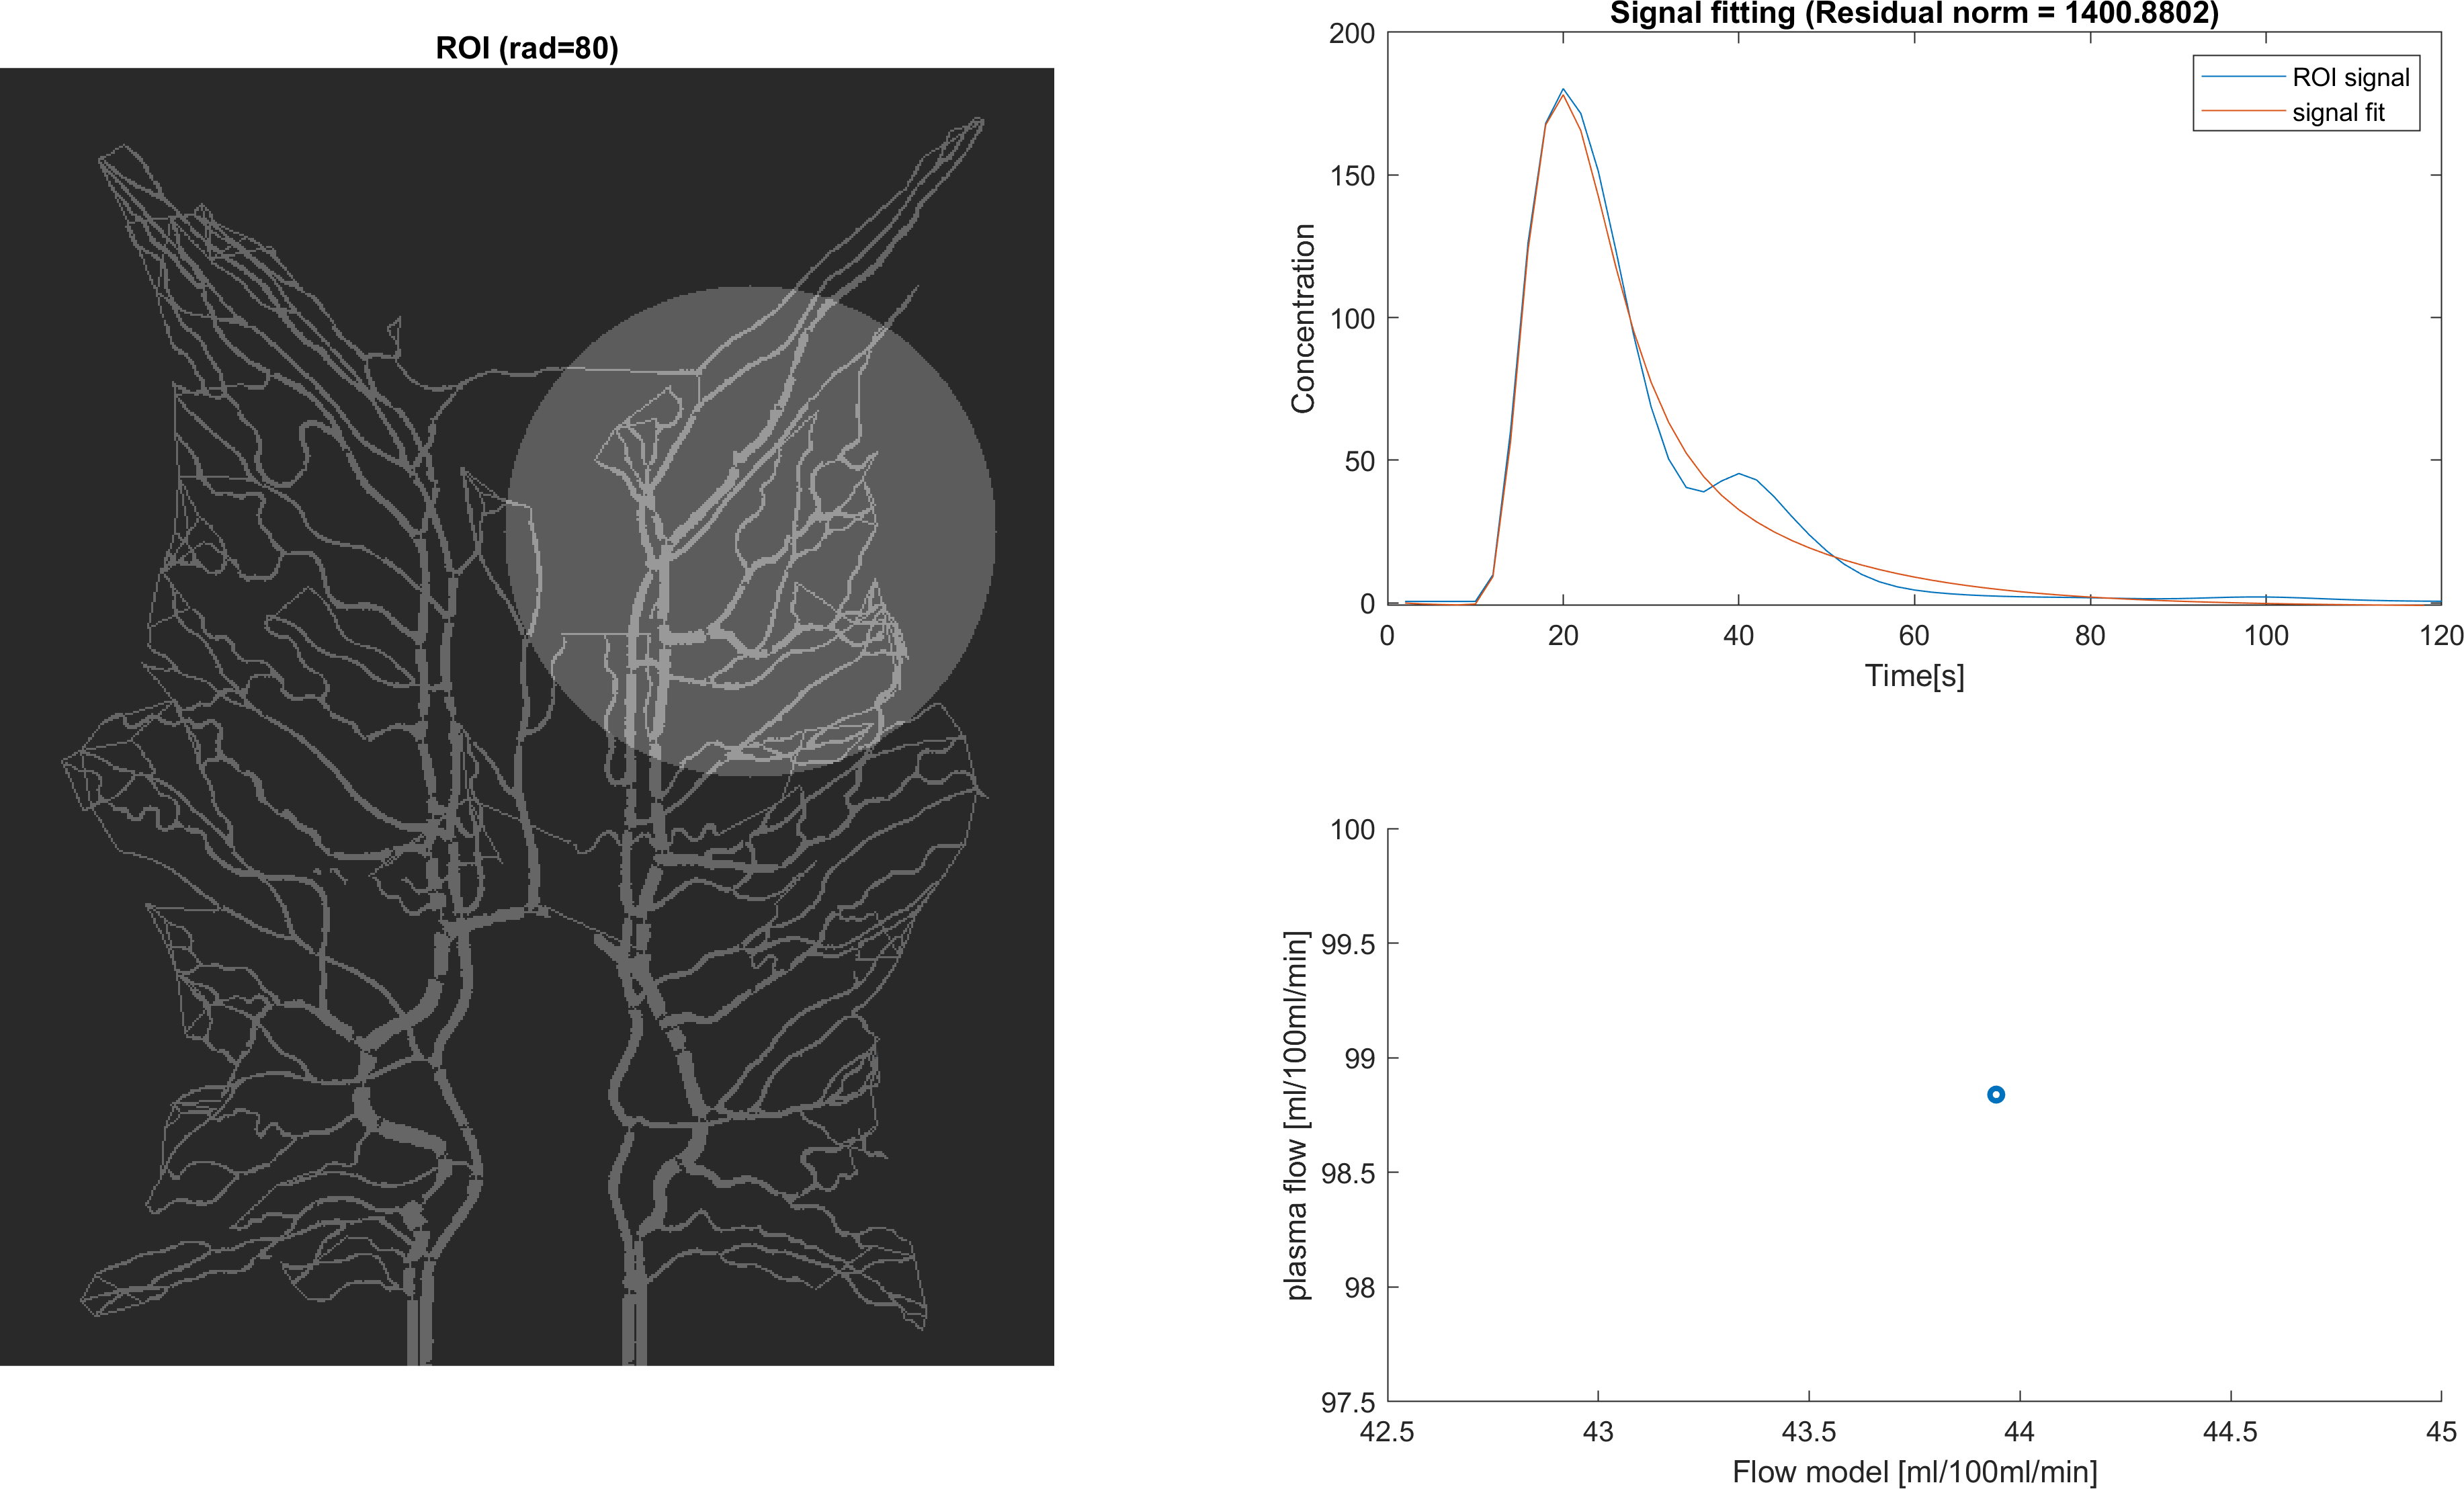 ROI (rad=80)
Signal fitting (Residual norm = 1400.8802)
200
150
100
50
0
Concentration
ROI signal
signal fit
0 20 40 60 80 100 120
Time[s]
100
99.5
99
98.5
98
97.5
plasma flow [ml/100ml/min]
42.5 43 43.5 44 44.5 45
Flow model [ml/100ml/min]